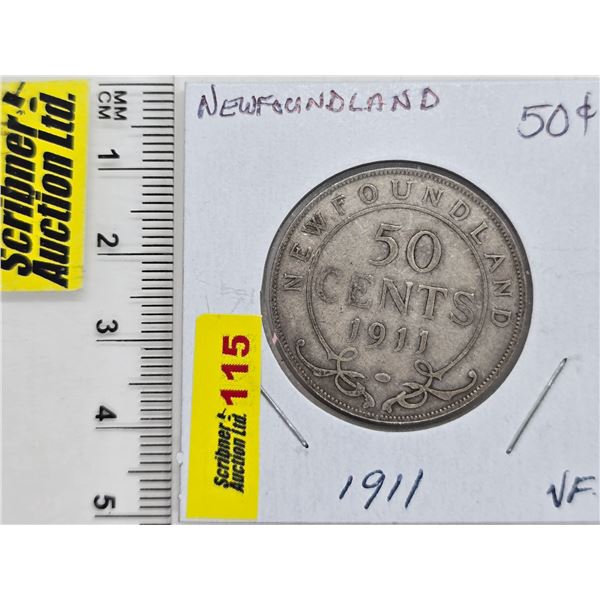 Scribner
Auction Ltd.
MM
CM
1
2
3
4
5
NEWFOUNDLAND
50¢
NEWFOUNDLAND
50
CENTS
1911
115
Scribner
Auction Ltd.
1911
VF